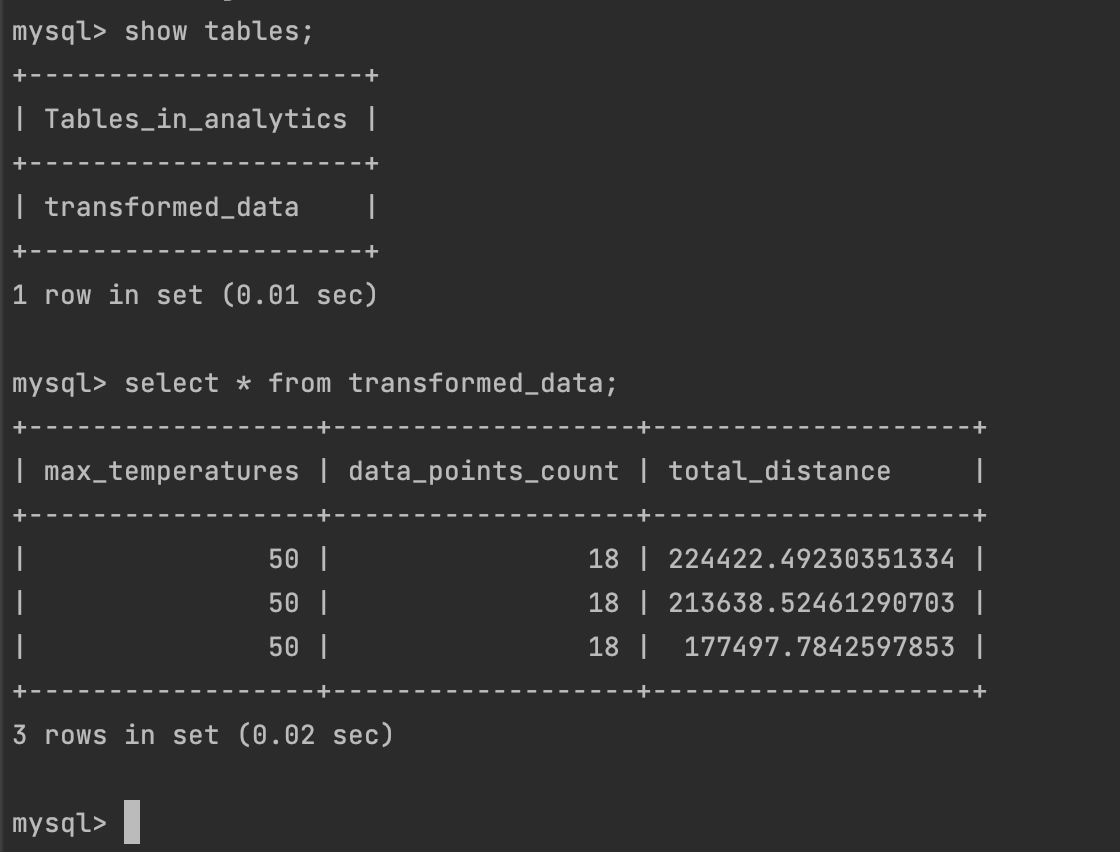 mysql> show tables;
+---------------------+
| Tables_in_analytics |
+---------------------+
| transformed_data    |
+---------------------+
1 row in set (0.01 sec)

mysql> select * from transformed_data;
+------------------+-------------------+--------------------+
| max_temperatures | data_points_count | total_distance     |
+------------------+-------------------+--------------------+
|               50 |                18 | 224422.49230351334 |
|               50 |                18 | 213638.52461290703 |
|               50 |                18 |  177497.7842597853 |
+------------------+-------------------+--------------------+
3 rows in set (0.02 sec)

mysql>